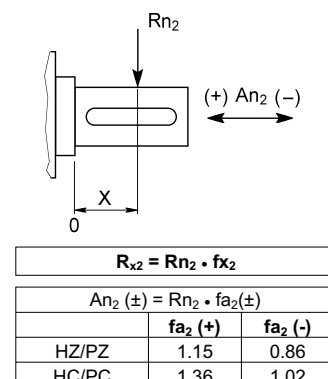 Rn2
(+) An2 (−)
X
0
Rx2 = Rn2 • fx2
An2 (±) = Rn2 • fa2(±)
fa2 (+) fa2 (-)
HZ/PZ 1.15 0.86
HC/PC 1.36 1.02